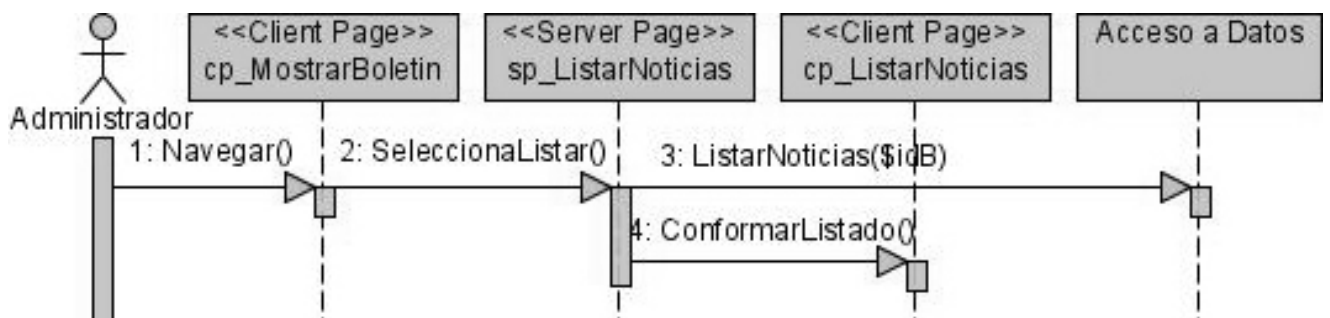 <<Client Page>>
cp_MostrarBoletin
<<Server Page>>
sp_ListarNoticias
<<Client Page>>
cp_ListarNoticias
Acceso a Datos
Administrador
1: Navegar()
2: SeleccionaListar()
3: ListarNoticias($idB)
4: ConformarListado()